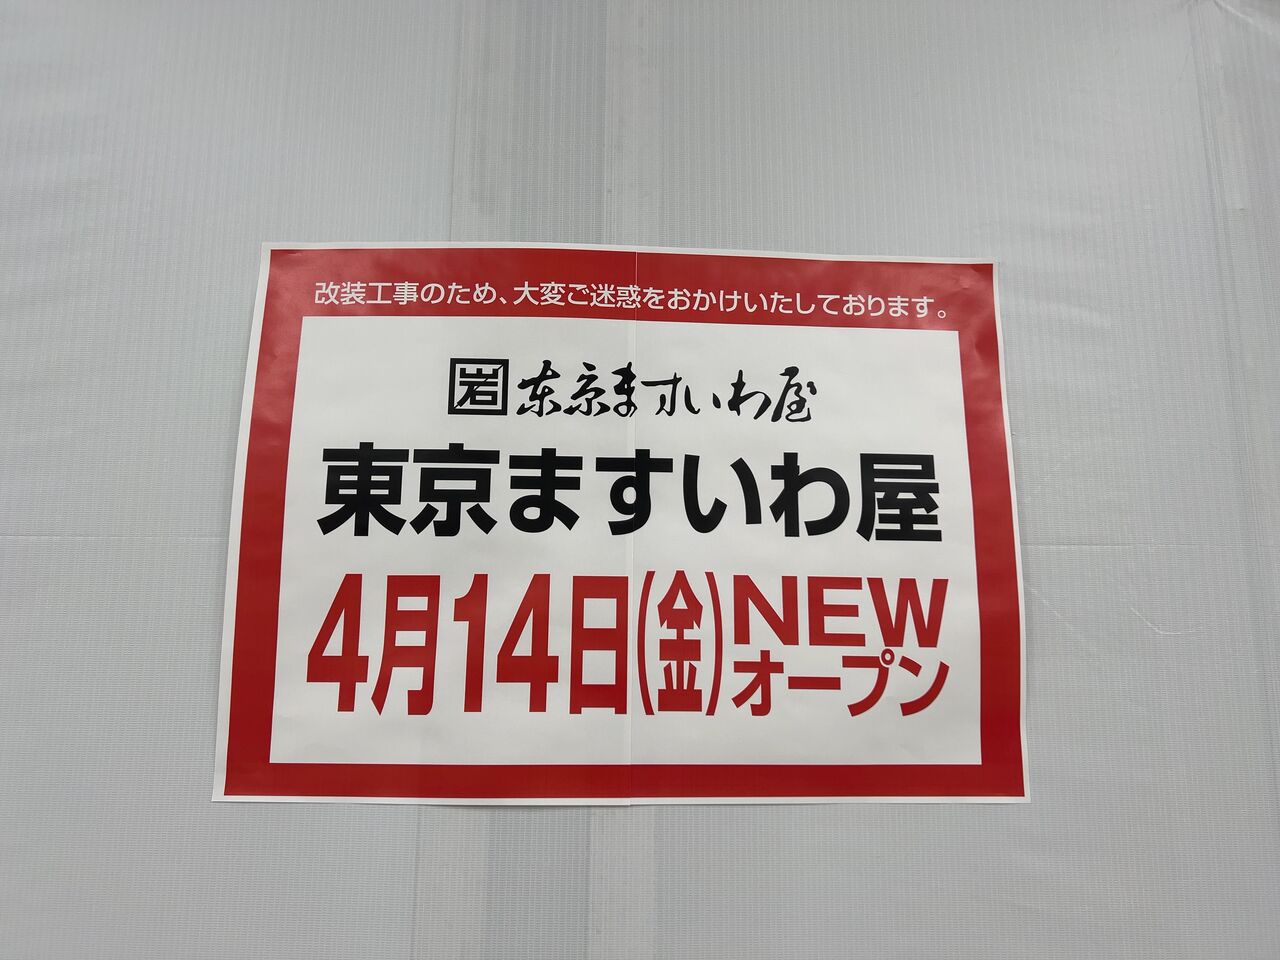 改装工事のため、大変ご迷惑をおかけいたしております。
岩 東京ますいわ屋
東京ますいわ屋
4月14日(金)NEW
オープン